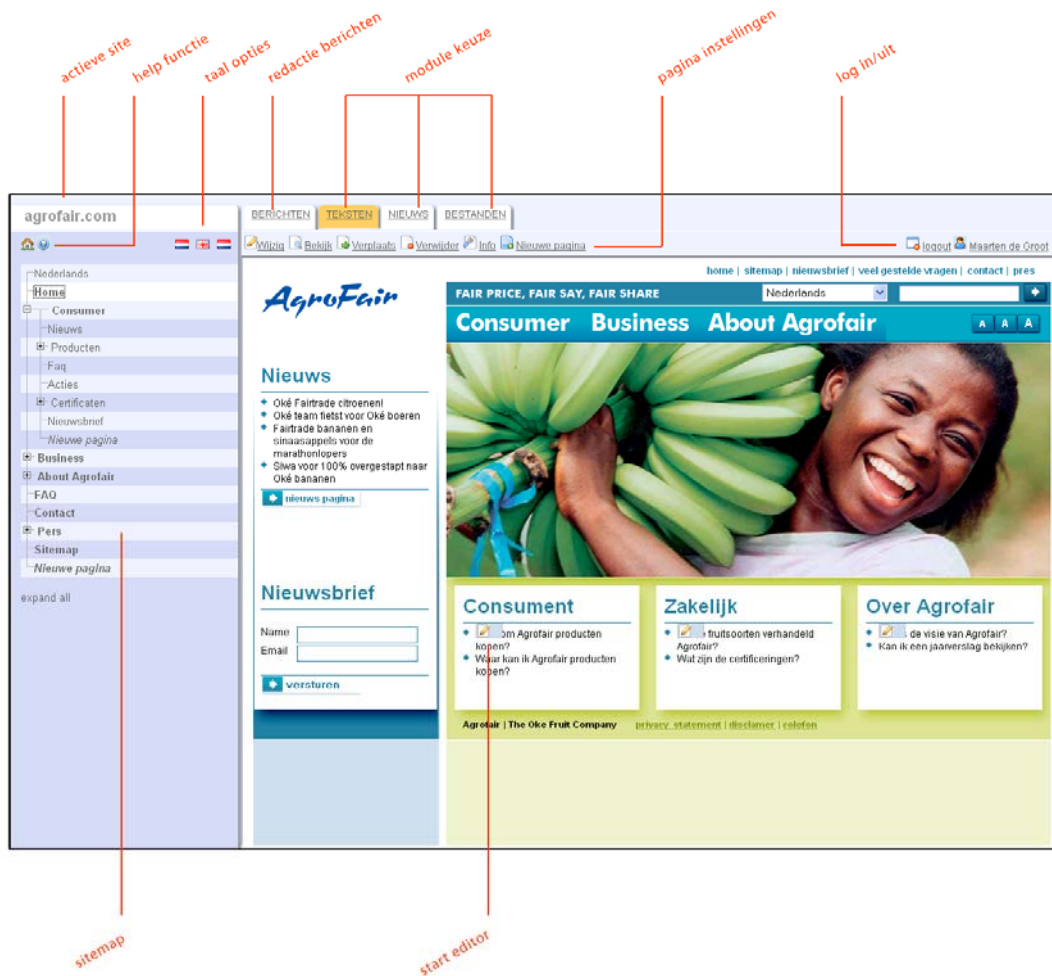 actieve site
help functie
taal opties
redactie berichten
module keuze
pagina instellingen
log in/uit
agrofair.com
BERICHTEN TEKSTEN NIEUWS BESTANDEN
Wijzig Bekijk Verplaats Verwijder Info Nieuwe pagina
logout Maarten de Groot
Nederlands
Home
Consumer
Nieuws
Producten
Faq
Acties
Certificaten
Nieuwsbrief
Nieuwe pagina
Business
About Agrofair
FAQ
Contact
Pers
Sitemap
Nieuwe pagina
expand all
home | sitemap | nieuwsbrief | veel gestelde vragen | contact | pres
AgroFair
FAIR PRICE, FAIR SAY, FAIR SHARE
Nederlands
Consumer Business About Agrofair
A A A
Nieuws
Oké Fairtrade citroenen!
Oké team fietst voor Oké boeren
Fairtrade bananen en
sinaasappels voor de
marathonlopers
Siwa voor 100% overgestapt naar
Oké bananen
nieuws pagina
Nieuwsbrief
Name
Email
versturen
Consument
om Agrofair producten
kopen?
Waar kan ik Agrofair producten
kopen?
Zakelijk
fruitsoorten verhandeld
Agrofair?
Wat zijn de certificeringen?
Over Agrofair
de visie van Agrofair?
Kan ik een jaarverslag bekijken?
Agrofair | The Oke Fruit Company
privacy statement | disclamer | colofon
sitemap
start editor